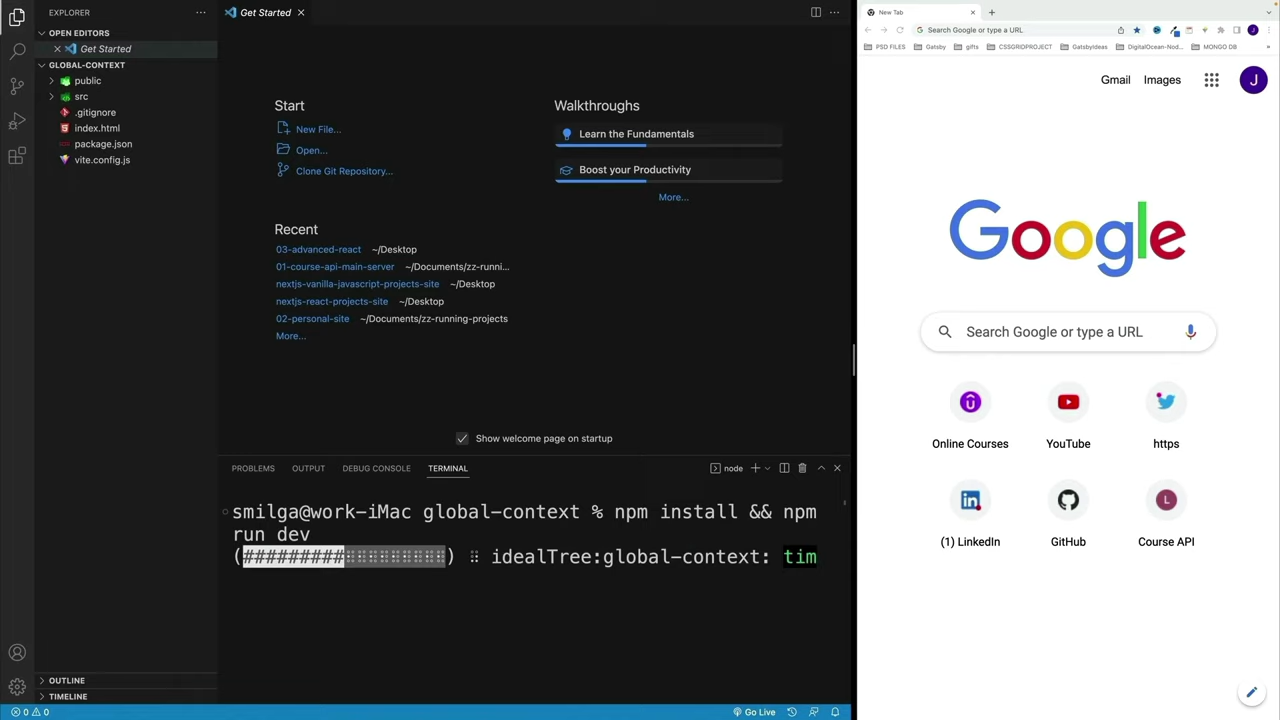 EXPLORER
OPEN EDITORS
Get Started
GLOBAL-CONTEXT
public
src
.gitignore
index.html
package.json
vite.config.js
OUTLINE
TIMELINE
0 0
Get Started
Start
New File...
Open...
Clone Git Repository...
Recent
03-advanced-react ~/Desktop
01-course-api-main-server ~/Documents/zz-runni...
nextjs-vanilla-javascript-projects-site ~/Desktop
nextjs-react-projects-site ~/Desktop
02-personal-site ~/Documents/zz-running-projects
More...
Walkthroughs
Learn the Fundamentals
Boost your Productivity
More...
Show welcome page on startup
PROBLEMS OUTPUT DEBUG CONSOLE TERMINAL
node
smilga@work-iMac global-context % npm install && npm
run dev
(#########⠂⠂⠂⠂⠂⠂⠂⠂⠂) ⠸ idealTree:global-context: tim
Go Live
New Tab
Search Google or type a URL
J
PSD FILES Gatsby gifts CSSGRIDPROJECT GatsbyIdeas DigitalOcean-Nod... MONGO DB »
Gmail Images J
Google
Search Google or type a URL
Online Courses YouTube https
L
(1) LinkedIn GitHub Course API